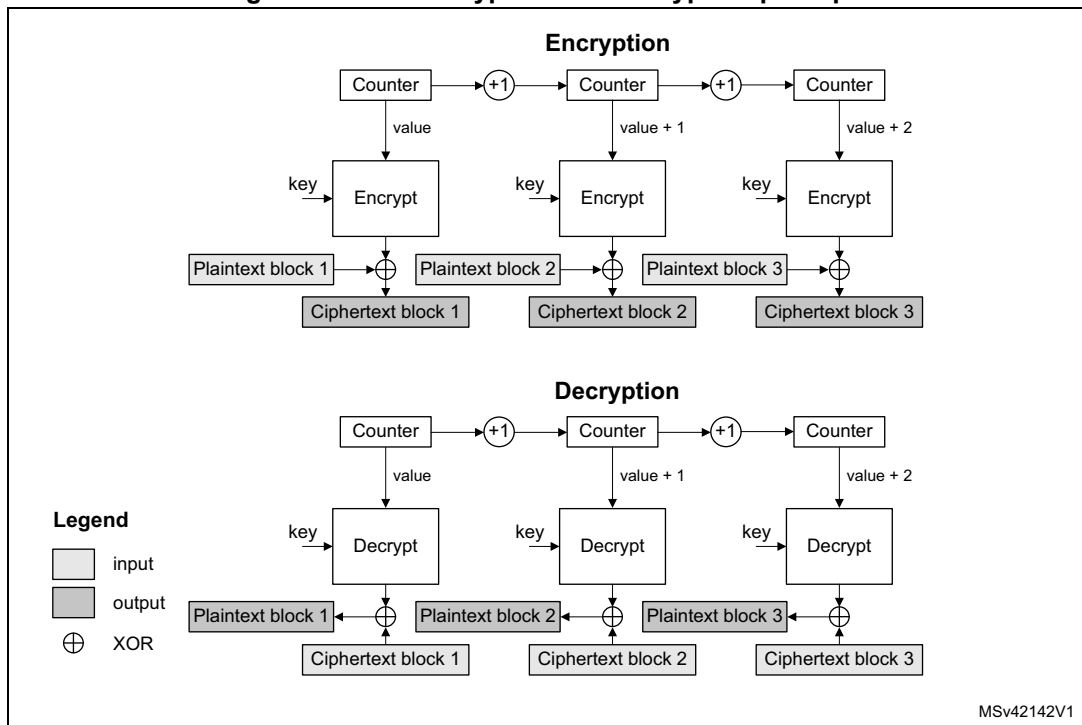 Encryption
Counter +1 Counter +1 Counter
value value + 1 value + 2
key Encrypt key Encrypt key Encrypt
Plaintext block 1 Plaintext block 2 Plaintext block 3
Ciphertext block 1 Ciphertext block 2 Ciphertext block 3
Decryption
Counter +1 Counter +1 Counter
value value + 1 value + 2
key Decrypt key Decrypt key Decrypt
Plaintext block 1 Plaintext block 2 Plaintext block 3
Ciphertext block 1 Ciphertext block 2 Ciphertext block 3
Legend
input
output
XOR
MSv42142V1